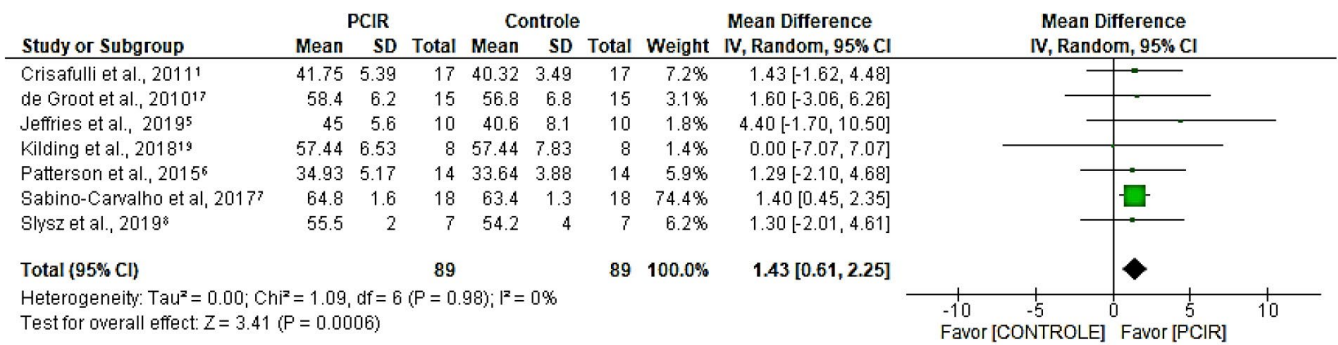 PCIR Controle Mean Difference Mean Difference
Study or Subgroup Mean SD Total Mean SD Total Weight IV, Random, 95% CI IV, Random, 95% CI
Crisafulli et al., 2011¹ 41.75 5.39 17 40.32 3.49 17 7.2% 1.43 [-1.62, 4.48]
de Groot et al., 2010¹⁷ 58.4 6.2 15 56.8 6.8 15 3.1% 1.60 [-3.06, 6.26]
Jeffries et al., 2019⁵ 45 5.6 10 40.6 8.1 10 1.8% 4.40 [-1.70, 10.50]
Kilding et al., 2018¹⁹ 57.44 6.53 8 57.44 7.83 8 1.4% 0.00 [-7.07, 7.07]
Patterson et al., 2015⁶ 34.93 5.17 14 33.64 3.88 14 5.9% 1.29 [-2.10, 4.68]
Sabino-Carvalho et al, 2017⁷ 64.8 1.6 18 63.4 1.3 18 74.4% 1.40 [0.45, 2.35]
Slysz et al., 2019⁸ 55.5 2 7 54.2 4 7 6.2% 1.30 [-2.01, 4.61]
Total (95% CI) 89 89 100.0% 1.43 [0.61, 2.25]
Heterogeneity: Tau² = 0.00; Chi² = 1.09, df = 6 (P = 0.98); I² = 0%
Test for overall effect: Z = 3.41 (P = 0.0006)
-10 -5 0 5 10
Favor [CONTROLE] Favor [PCIR]